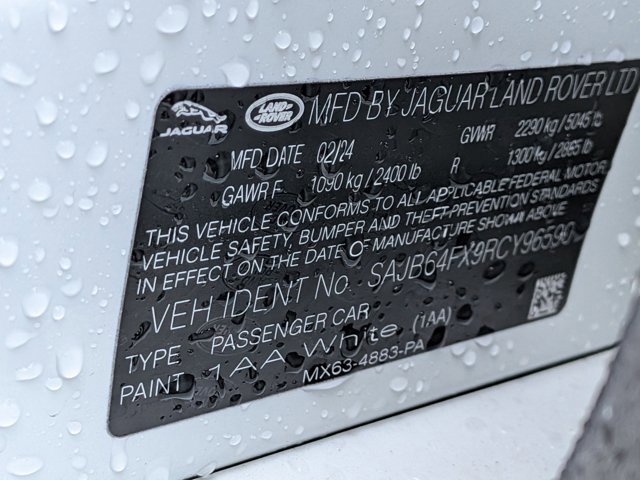 JAGUAR LAND ROVER MFD BY JAGUAR LAND ROVER LTD
MFD DATE 02/24 GVWR 2290 kg / 5045 lb
GAWR F 1090 kg / 2400 lb R 1300 kg / 2865 lb
THIS VEHICLE CONFORMS TO ALL APPLICABLE FEDERAL MOTOR
VEHICLE SAFETY, BUMPER AND THEFT-PREVENTION STANDARDS
IN EFFECT ON THE DATE OF MANUFACTURE SHOWN ABOVE
VEH IDENT No. SAJB64FX9RCY96590
TYPE PASSENGER CAR
PAINT 1AA White (1AA)
MX63-4883-PA